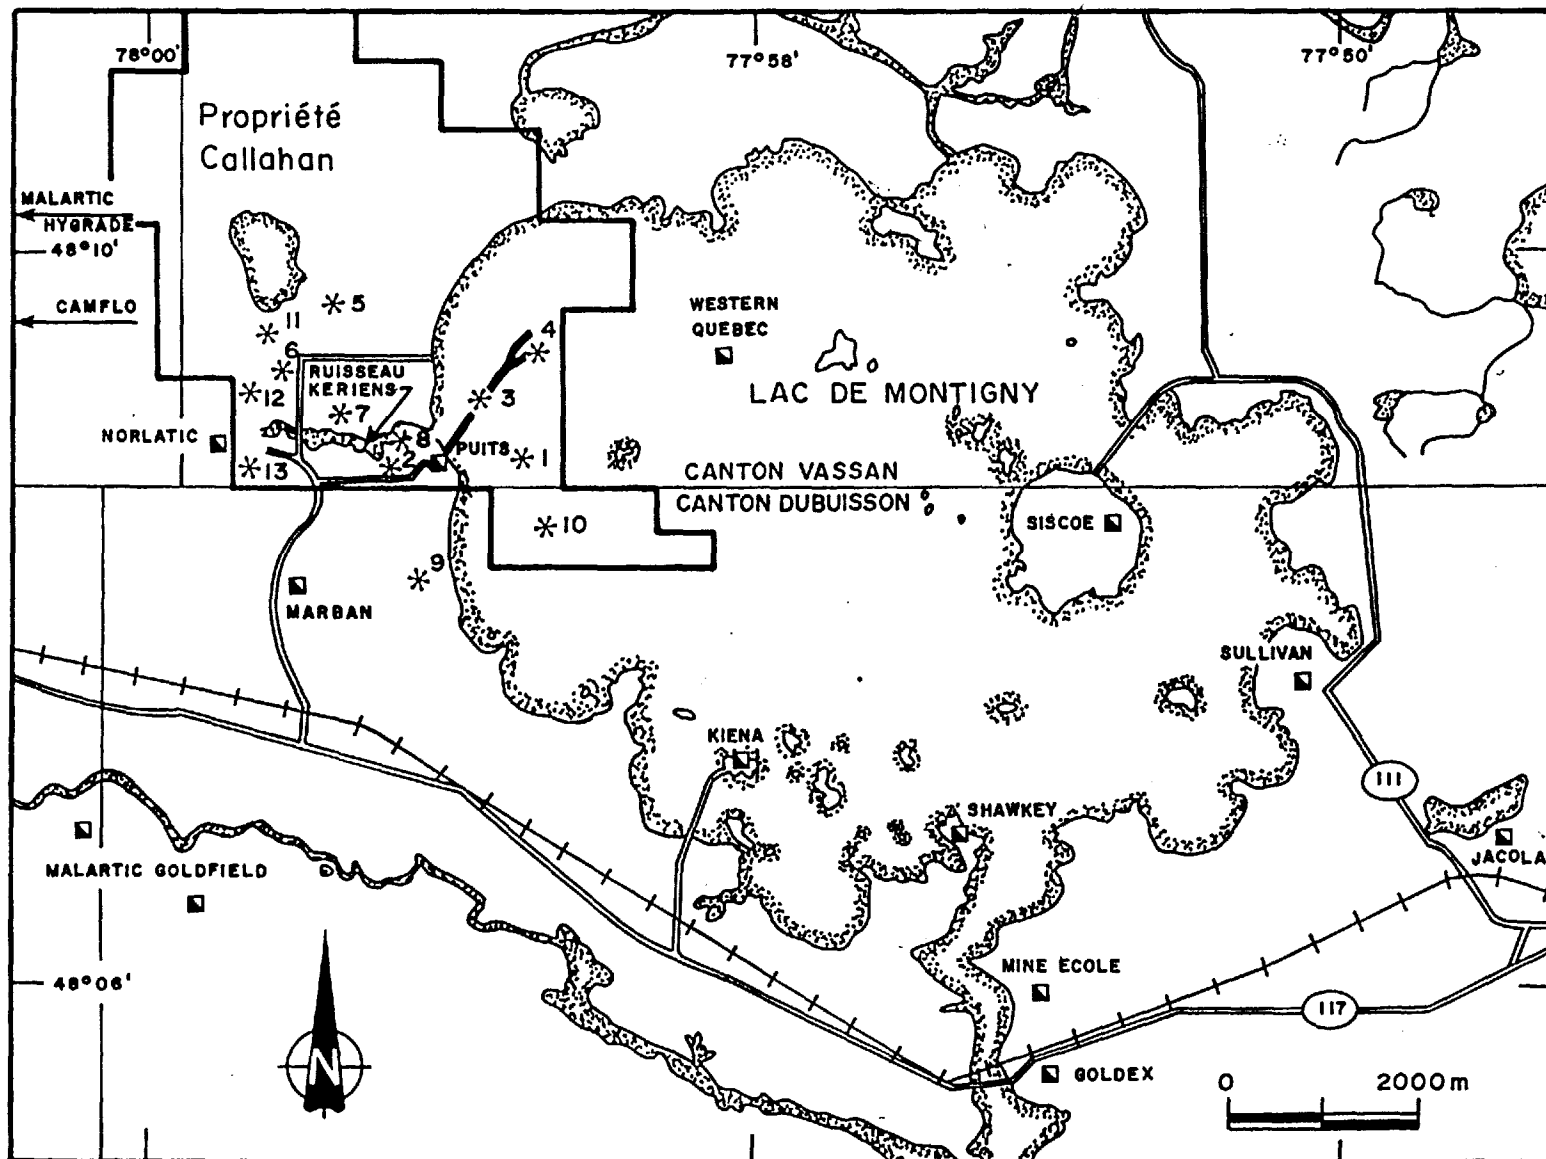 78°00'
77°58'
77°50'
Propriété
Callahan
MALARTIC
HYGRADE
48°10'
CAMFLO
5
11
6
4
WESTERN
QUEBEC
RUISSEAU
KERIENS
12
7
3
LAC DE MONTIGNY
NORLATIC
8
PUITS
13
2
1
CANTON VASSAN
CANTON DUBUISSON
10
SISCOE
9
MARBAN
SULLIVAN
KIENA
111
SHAWKEY
JACOLA
MALARTIC GOLDFIELD
MINE ECOLE
48°06'
117
N
GOLDEX
0 2000m